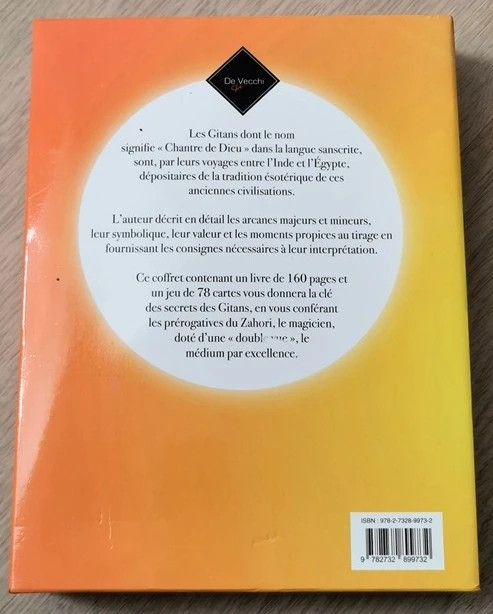 De Vecchi
Les Gitans dont le nom
signifie « Chantre de Dieu » dans la langue sanscrite,
sont, par leurs voyages entre l'Inde et l'Égypte,
dépositaires de la tradition ésotérique de ces
anciennes civilisations.
L'auteur décrit en détail les arcanes majeurs et mineurs,
leur symbolique, leur valeur et les moments propices au tirage en
fournissant les consignes nécessaires à leur interprétation.
Ce coffret contenant un livre de 160 pages et
un jeu de 78 cartes vous donnera la clé
des secrets des Gitans, en vous conférant
les prérogatives du Zahori, le magicien,
doté d'une « double vue », le
médium par excellence.
ISBN : 978-2-7328-9973-2
9 782732 899732